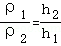 ρ₁/ρ₂ = h₂/h₁